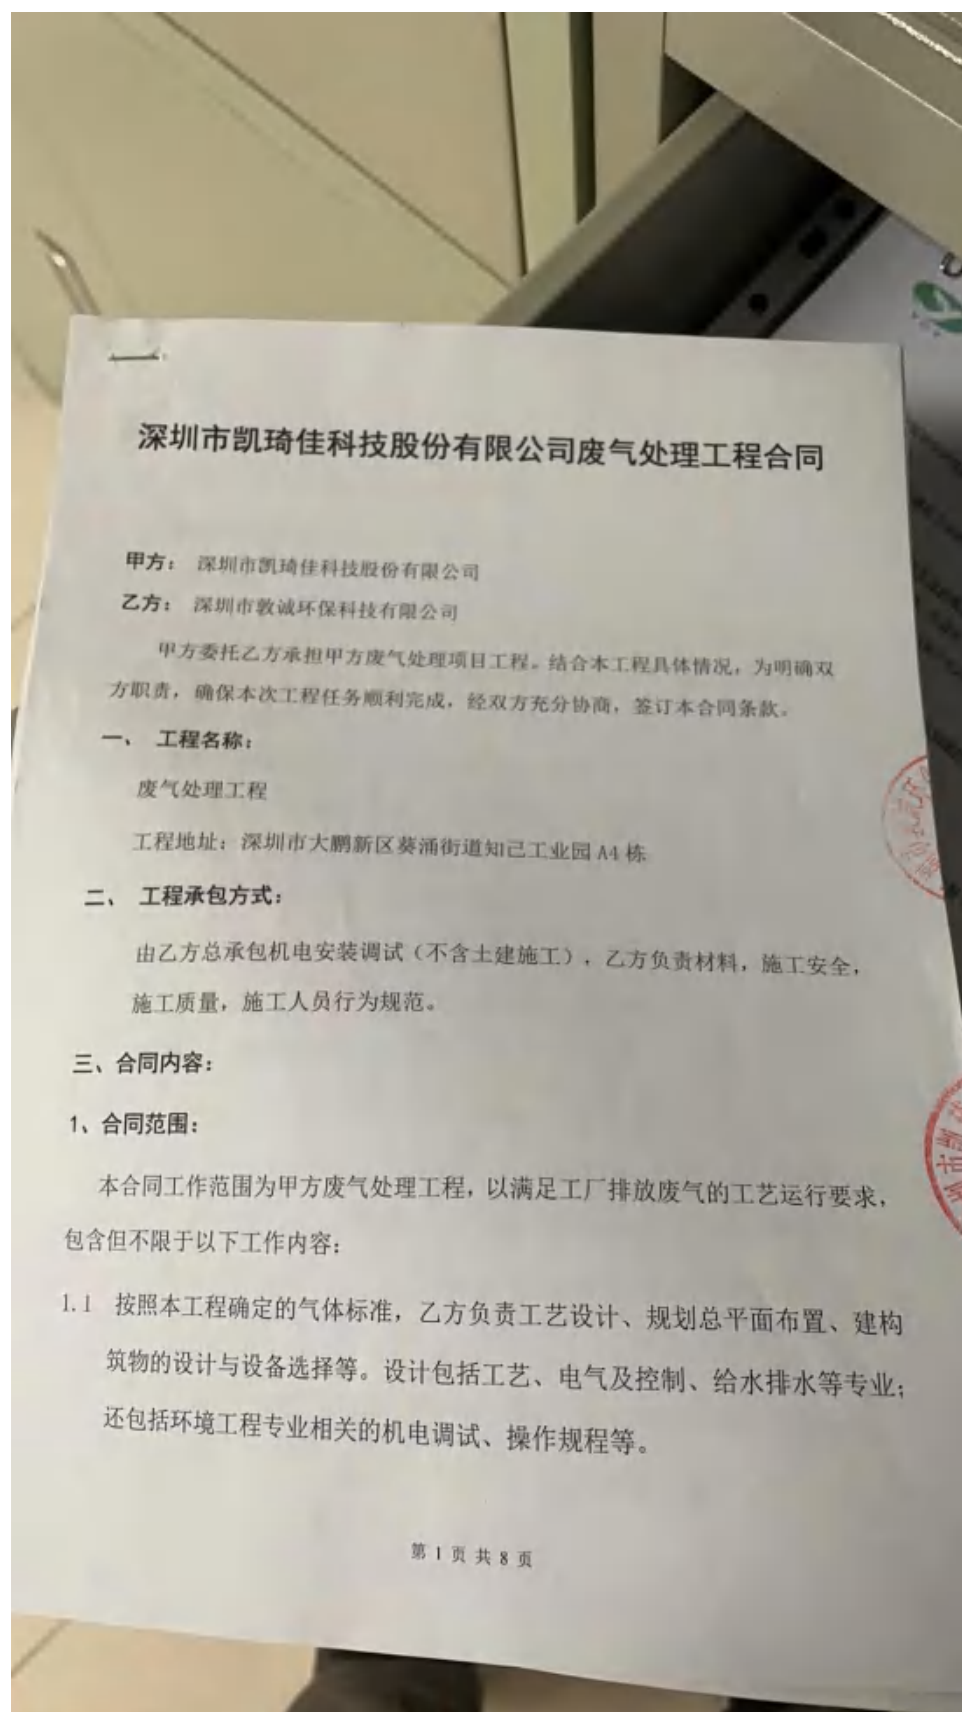 深圳市凯琦佳科技股份有限公司废气处理工程合同
甲方： 深圳市凯琦佳科技股份有限公司
乙方： 深圳市敦诚环保科技有限公司
甲方委托乙方承担甲方废气处理项目工程。结合本工程具体情况，为明确双
方职责，确保本次工程任务顺利完成，经双方充分协商，签订本合同条款。
一、 工程名称：
废气处理工程
工程地址：深圳市大鹏新区葵涌街道知己工业园 A4 栋
二、 工程承包方式：
由乙方总承包机电安装调试（不含土建施工），乙方负责材料，施工安全，
施工质量，施工人员行为规范。
三、合同内容：
1、合同范围：
本合同工作范围为甲方废气处理工程，以满足工厂排放废气的工艺运行要求，
包含但不限于以下工作内容：
1.1 按照本工程确定的气体标准，乙方负责工艺设计、规划总平面布置、建构
筑物的设计与设备选择等。设计包括工艺、电气及控制、给水排水等专业；
还包括环境工程专业相关的机电调试、操作规程等。
第 1 页 共 8 页